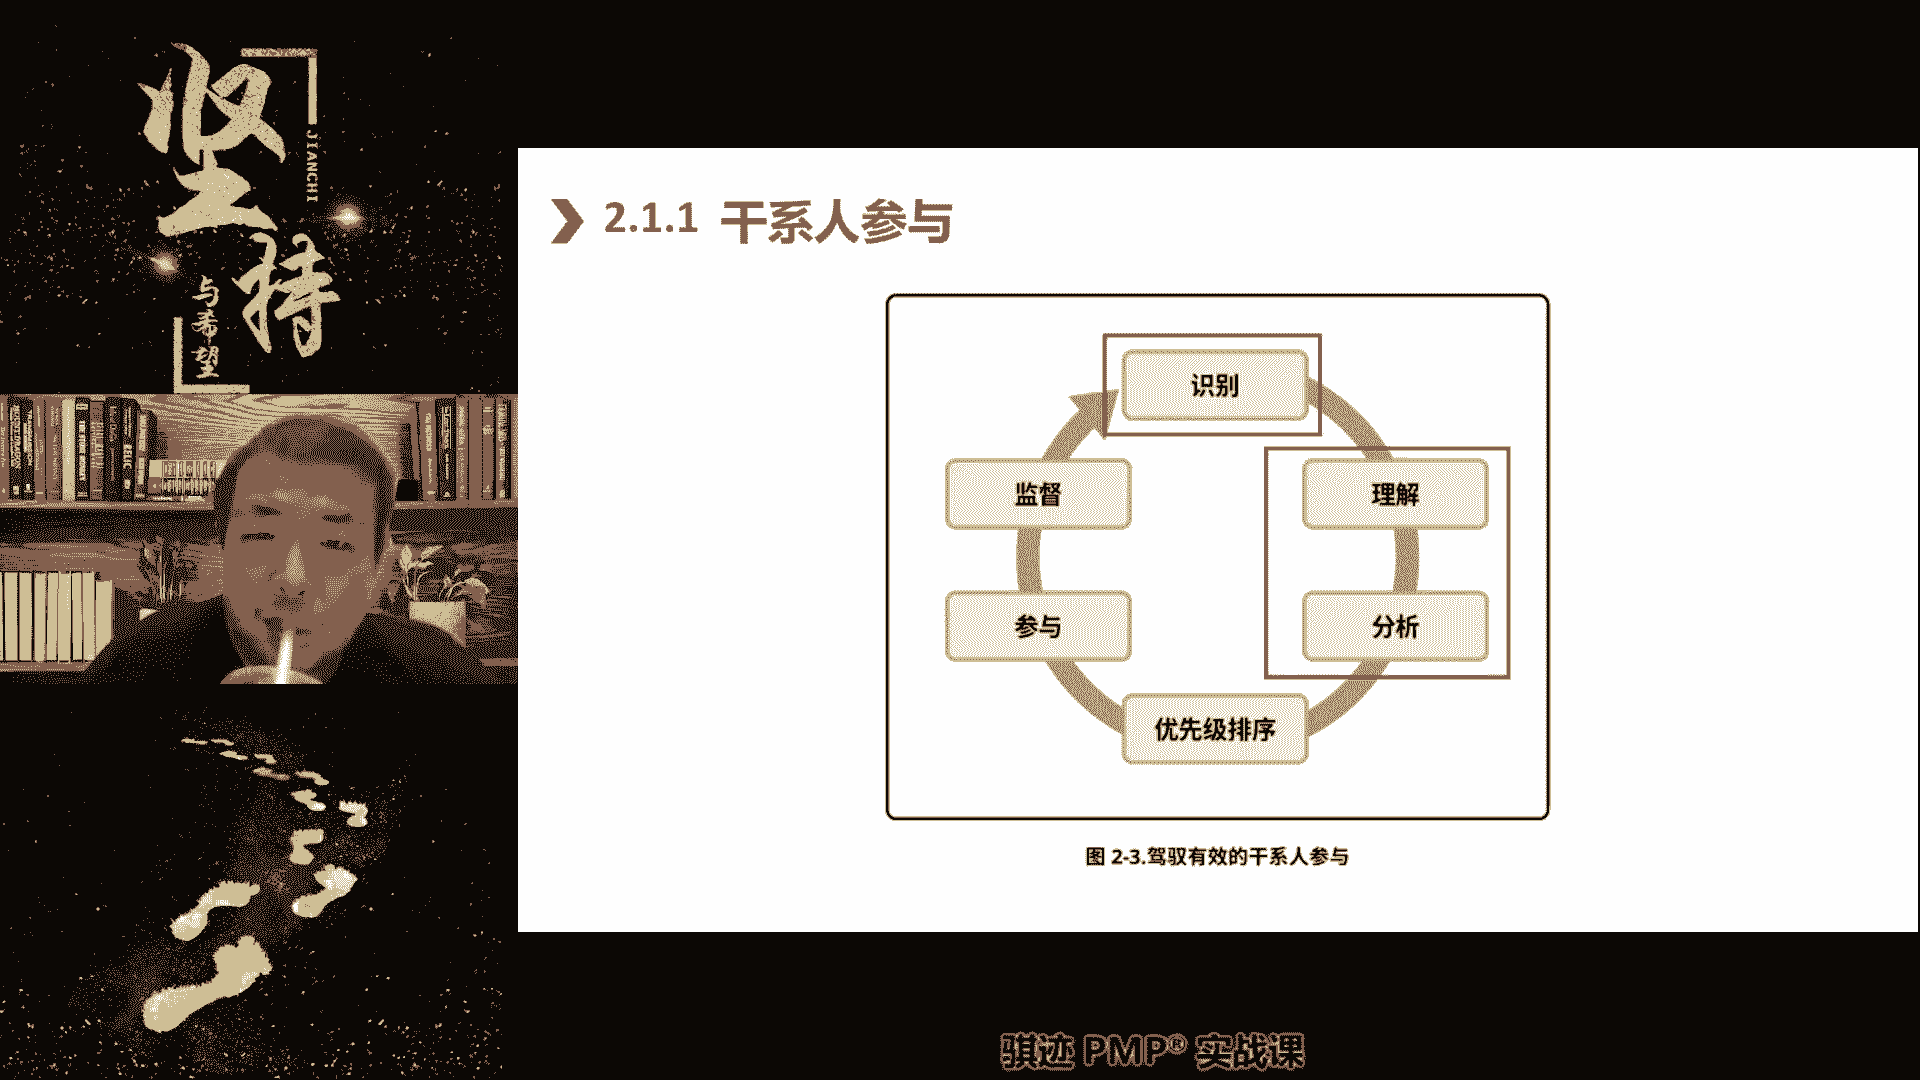 坚持
JIANCHI
与希望
2.1.1 干系人参与
识别
监督
理解
参与
分析
优先级排序
图 2-3.驾驭有效的干系人参与
骐迹 PMP® 实战课